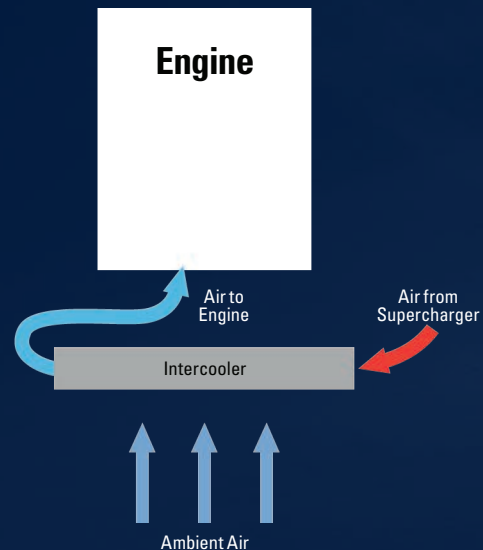 Engine
Air to
Engine
Air from
Supercharger
Intercooler
Ambient Air